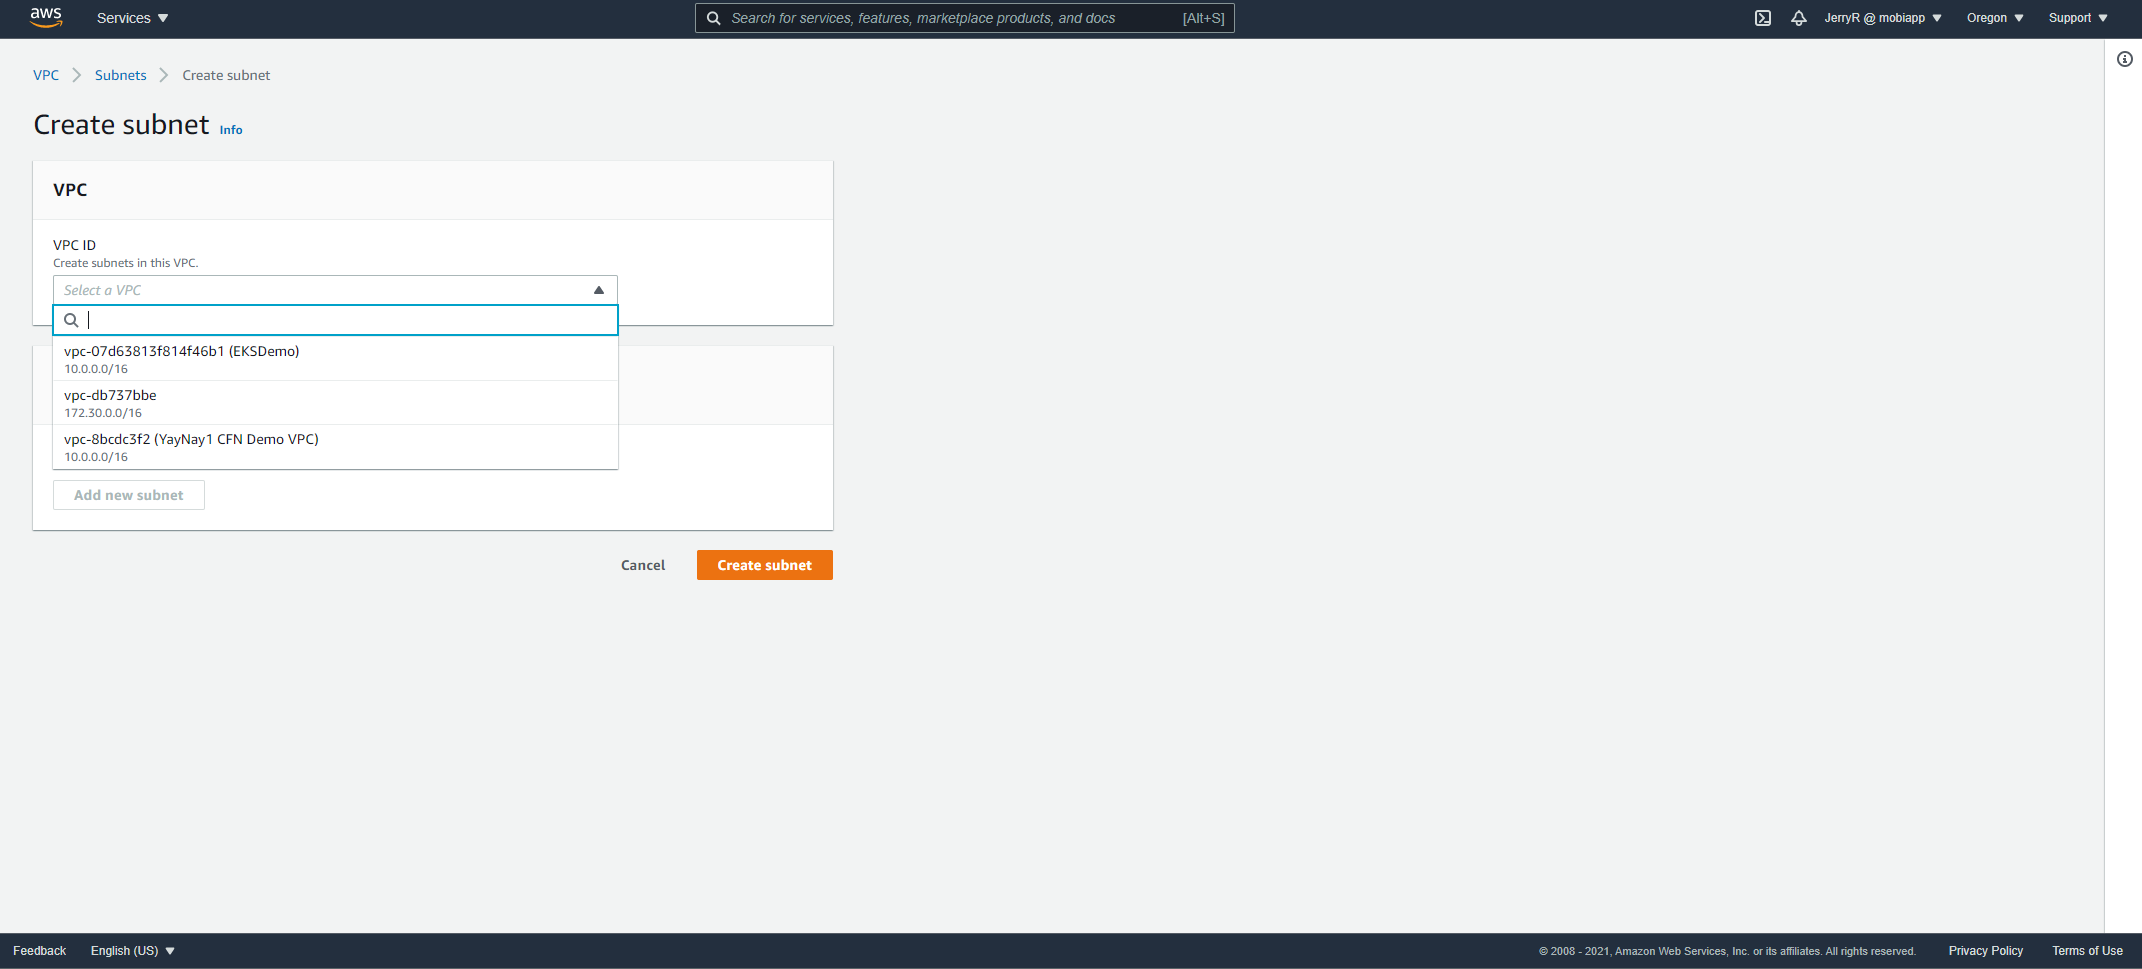 aws Services Search for services, features, marketplace products, and docs [Alt+S] JerryR @ mobiapp Oregon Support
VPC Subnets Create subnet
Create subnet Info
VPC
VPC ID
Create subnets in this VPC.
Select a VPC
vpc-07d63813f814f46b1 (EKSDemo)
10.0.0.0/16
vpc-db737bbe
172.30.0.0/16
vpc-8bcdc3f2 (YayNay1 CFN Demo VPC)
10.0.0.0/16
Add new subnet
Cancel Create subnet
Feedback English (US) © 2008 - 2021, Amazon Web Services, Inc. or its affiliates. All rights reserved. Privacy Policy Terms of Use